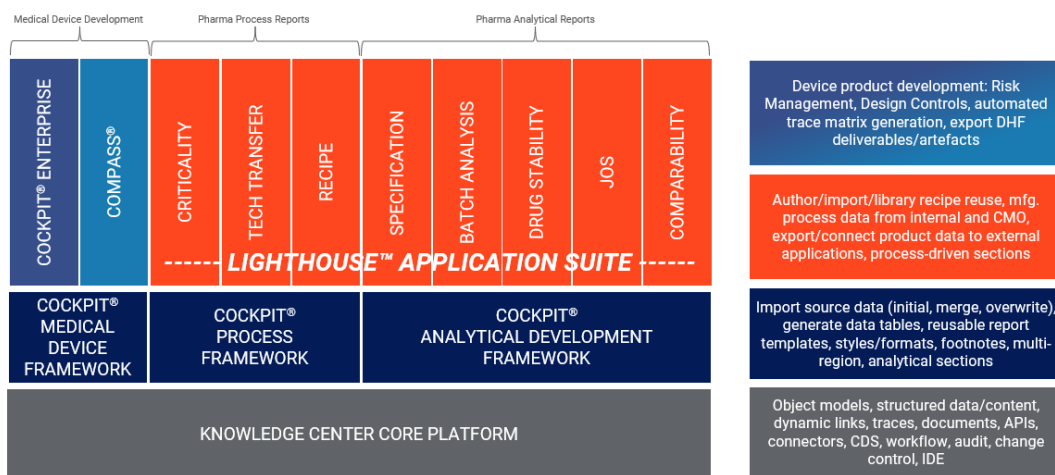 Medical Device Development
Pharma Process Reports
Pharma Analytical Reports
COCKPIT® ENTERPRISE
COMPASS®
CRITICALITY
TECH TRANSFER
RECIPE
SPECIFICATION
BATCH ANALYSIS
DRUG STABILITY
JOS
COMPARABILITY
------ LIGHTHOUSE™ APPLICATION SUITE ------
COCKPIT®
MEDICAL
DEVICE
FRAMEWORK
COCKPIT®
PROCESS
FRAMEWORK
COCKPIT®
ANALYTICAL DEVELOPMENT
FRAMEWORK
KNOWLEDGE CENTER CORE PLATFORM
Device product development: Risk
Management, Design Controls, automated
trace matrix generation, export DHF
deliverables/artefacts
Author/import/library recipe reuse, mfg.
process data from internal and CMO,
export/connect product data to external
applications, process-driven sections
Import source data (initial, merge, overwrite),
generate data tables, reusable report
templates, styles/formats, footnotes, multi-
region, analytical sections
Object models, structured data/content,
dynamic links, traces, documents, APIs,
connectors, CDS, workflow, audit, change
control, IDE